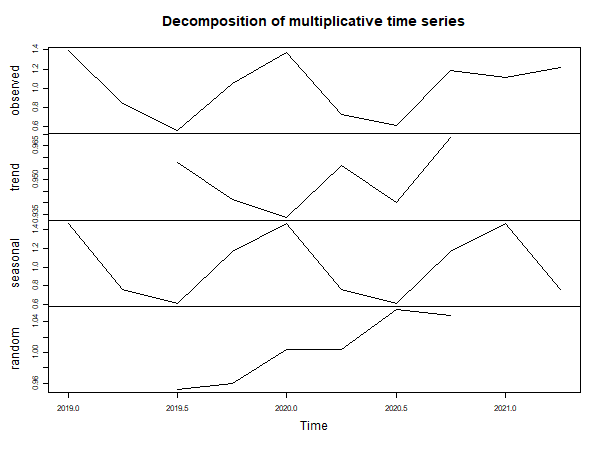 Decomposition of multiplicative time series
observed
0.6 0.8 1.0 1.2 1.4
trend
0.935 0.950 0.965
seasonal
0.6 0.8 1.0 1.2 1.4
random
0.96 1.00 1.04
2019.0 2019.5 2020.0 2020.5 2021.0
Time